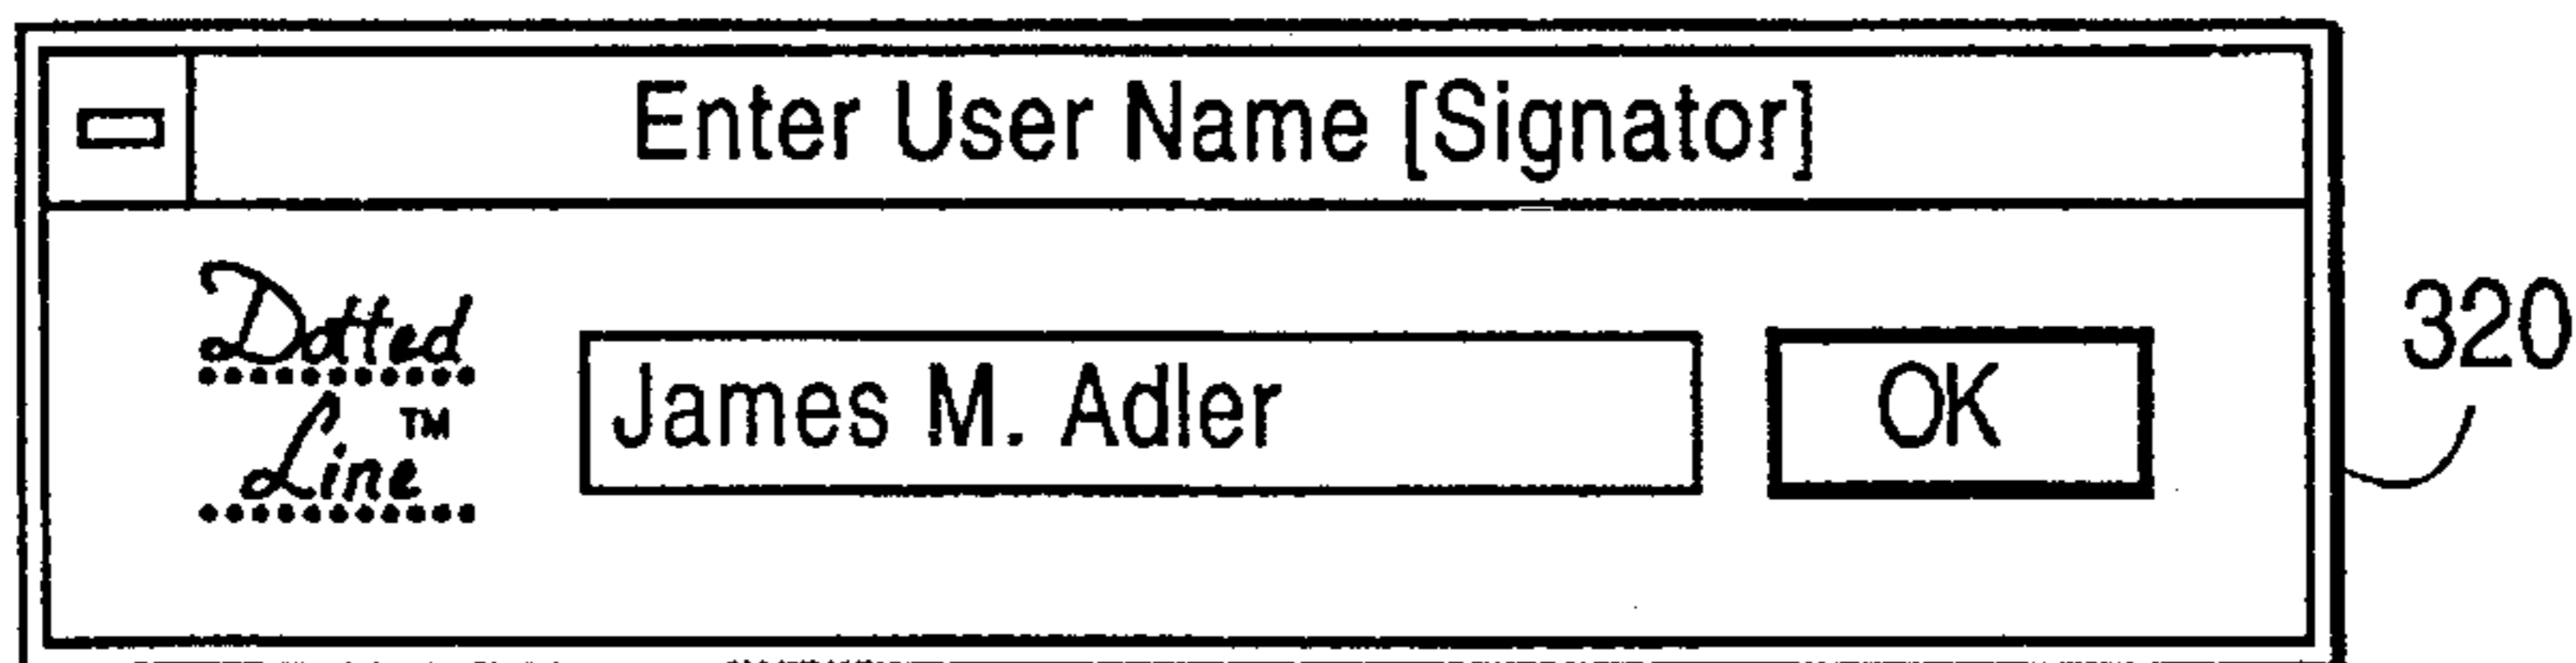 Enter User Name [Signator]
Dotted
Line™
James M. Adler
OK
320